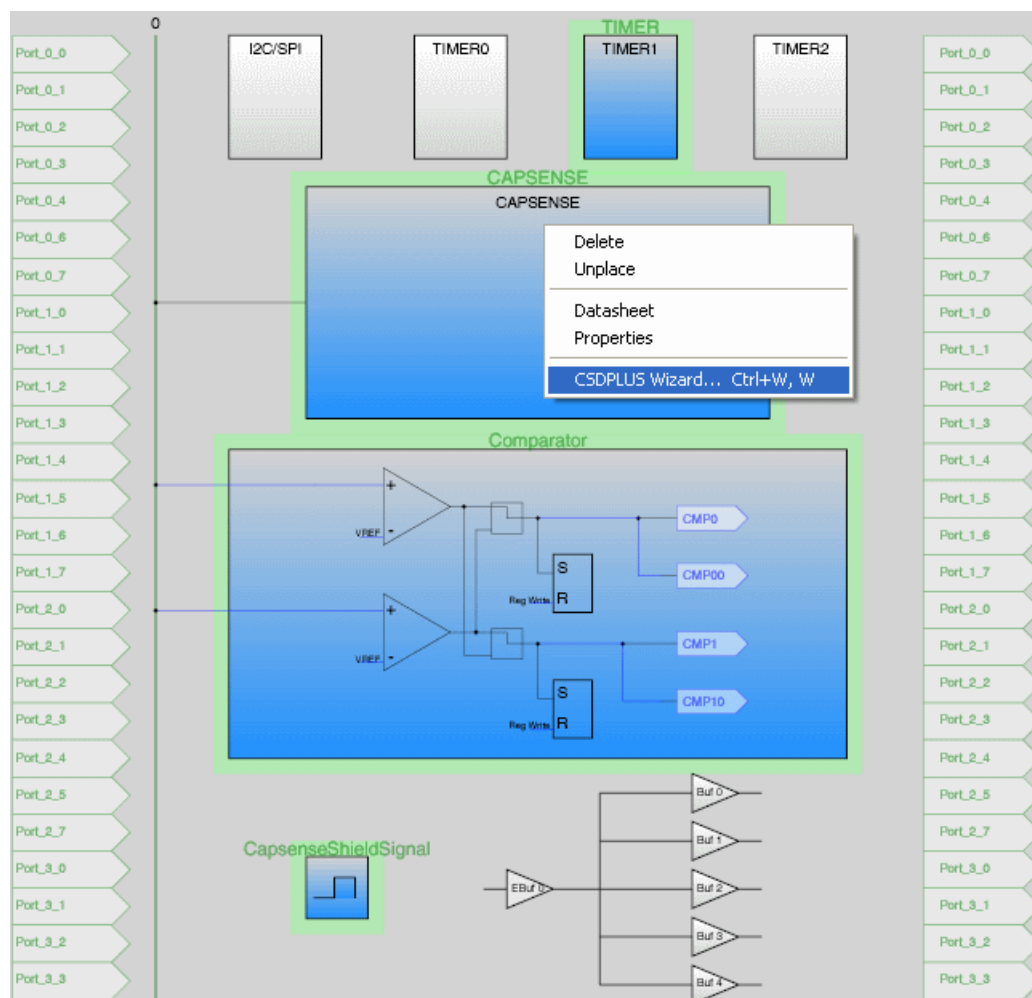 0
TIMER
I2C/SPI
TIMER0
TIMER1
TIMER2
Port_0_0
Port_0_1
Port_0_2
Port_0_3
Port_0_4
Port_0_6
Port_0_7
Port_1_0
Port_1_1
Port_1_2
Port_1_3
Port_1_4
Port_1_5
Port_1_6
Port_1_7
Port_2_0
Port_2_1
Port_2_2
Port_2_3
Port_2_4
Port_2_5
Port_2_7
Port_3_0
Port_3_1
Port_3_2
Port_3_3
CAPSENSE
CAPSENSE
Delete
Unplace
Datasheet
Properties
CSDPLUS Wizard... Ctrl+W, W
Comparator
+
-
VREF
CMP0
CMP00
S
R
Reg Write
+
-
VREF
CMP1
CMP10
S
R
Reg Write
CapsenseShieldSignal
EBuf 0
Buf 0
Buf 1
Buf 2
Buf 3
Buf 4
Port_0_0
Port_0_1
Port_0_2
Port_0_3
Port_0_4
Port_0_6
Port_0_7
Port_1_0
Port_1_1
Port_1_2
Port_1_3
Port_1_4
Port_1_5
Port_1_6
Port_1_7
Port_2_0
Port_2_1
Port_2_2
Port_2_3
Port_2_4
Port_2_5
Port_2_7
Port_3_0
Port_3_1
Port_3_2
Port_3_3